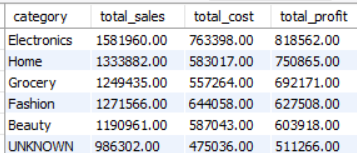 category total_sales total_cost total_profit
Electronics 1581960.00 763398.00 818562.00
Home 1333882.00 583017.00 750865.00
Grocery 1249435.00 557264.00 692171.00
Fashion 1271566.00 644058.00 627508.00
Beauty 1190961.00 587043.00 603918.00
UNKNOWN 986302.00 475036.00 511266.00